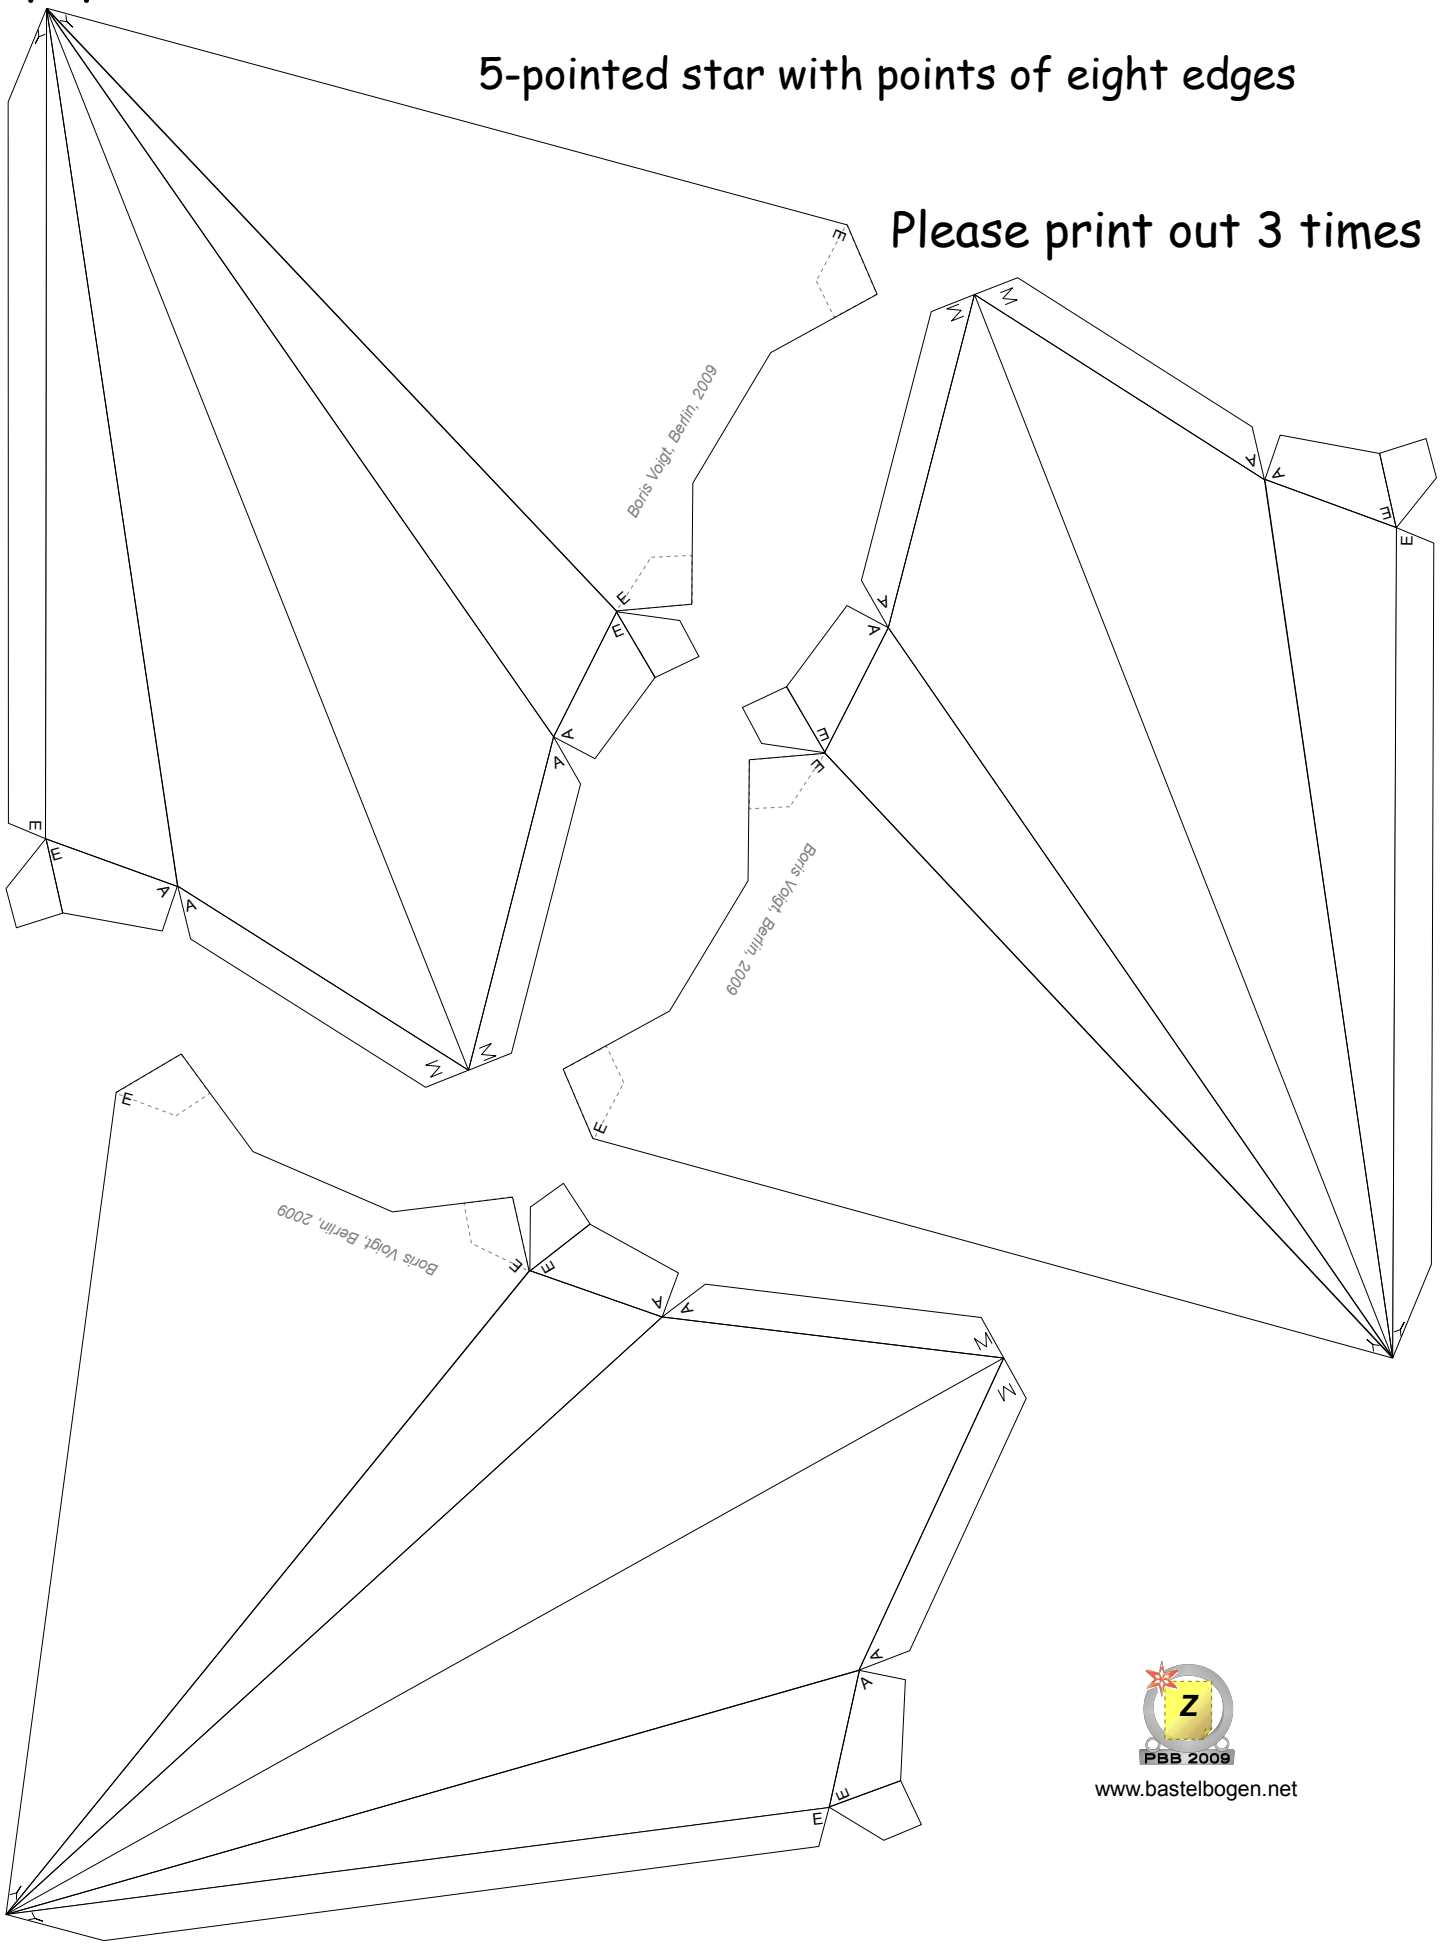 5-pointed star with points of eight edges
Please print out 3 times
Y
Y
E
Boris Voigt, Berlin, 2009
E
E
A
A
E
E
A
A
M
M
M
M
A
A
E
E
A
A
E
E
Boris Voigt, Berlin, 2009
E
Y
Y
E
Boris Voigt, Berlin, 2009
E
E
A
A
M
M
A
A
E
E
Y
Y
Z
PBB 2009
www.bastelbogen.net